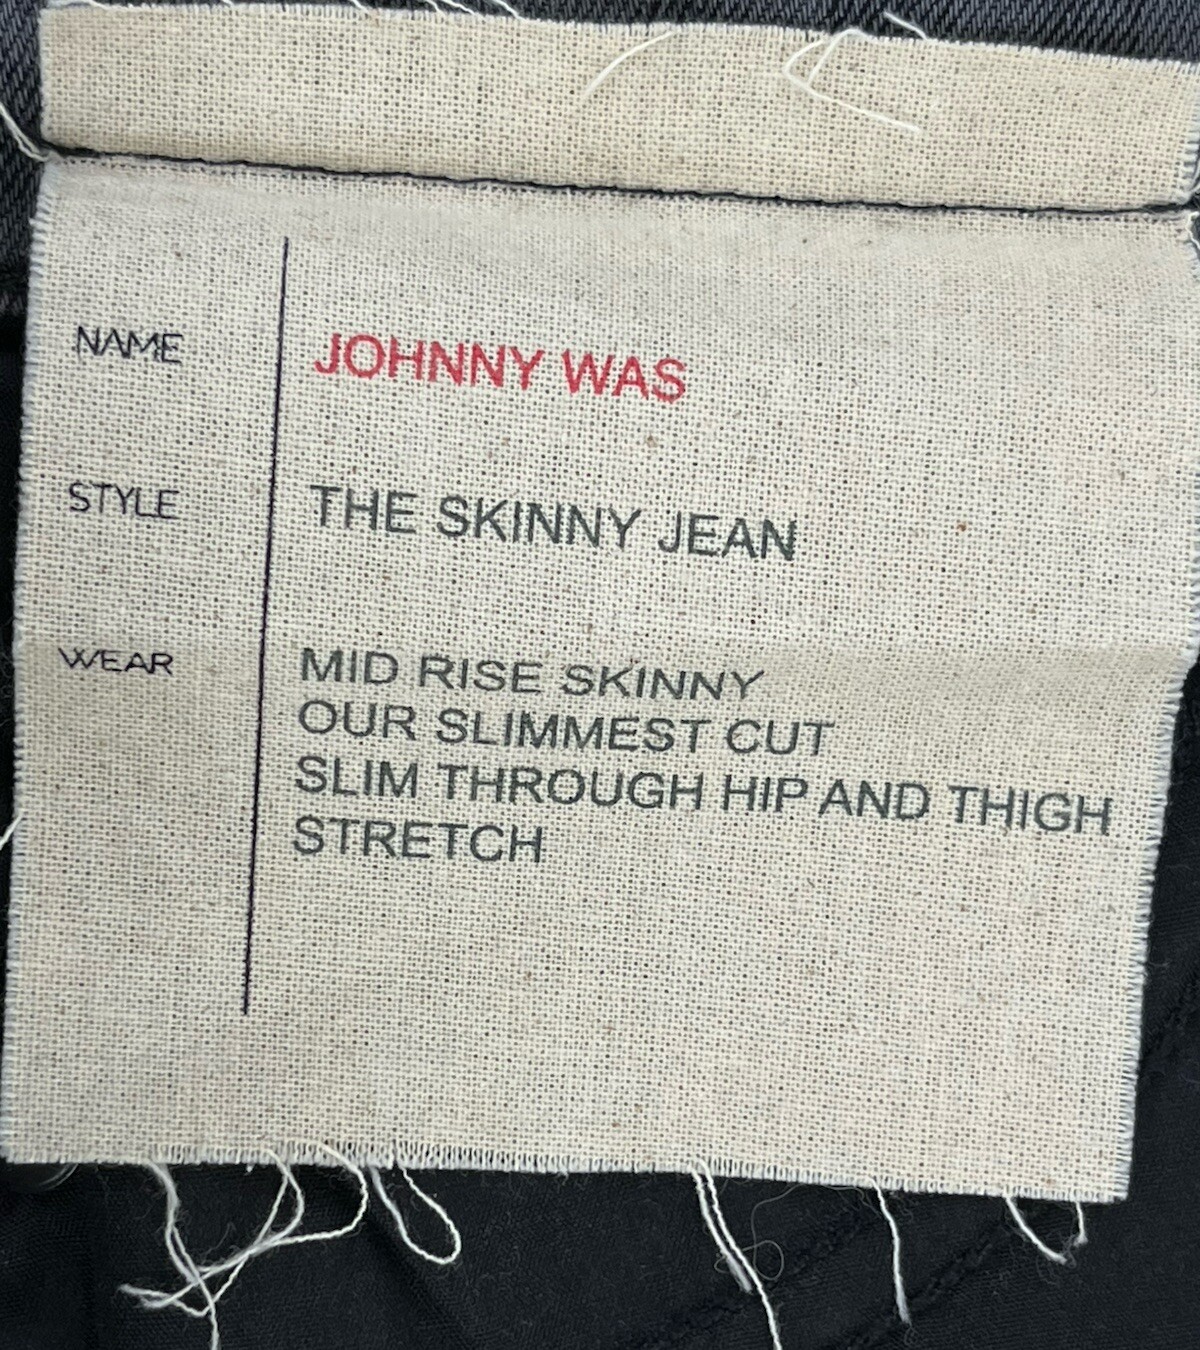 NAME JOHNNY WAS
STYLE THE SKINNY JEAN
WEAR MID RISE SKINNY
OUR SLIMMEST CUT
SLIM THROUGH HIP AND THIGH
STRETCH